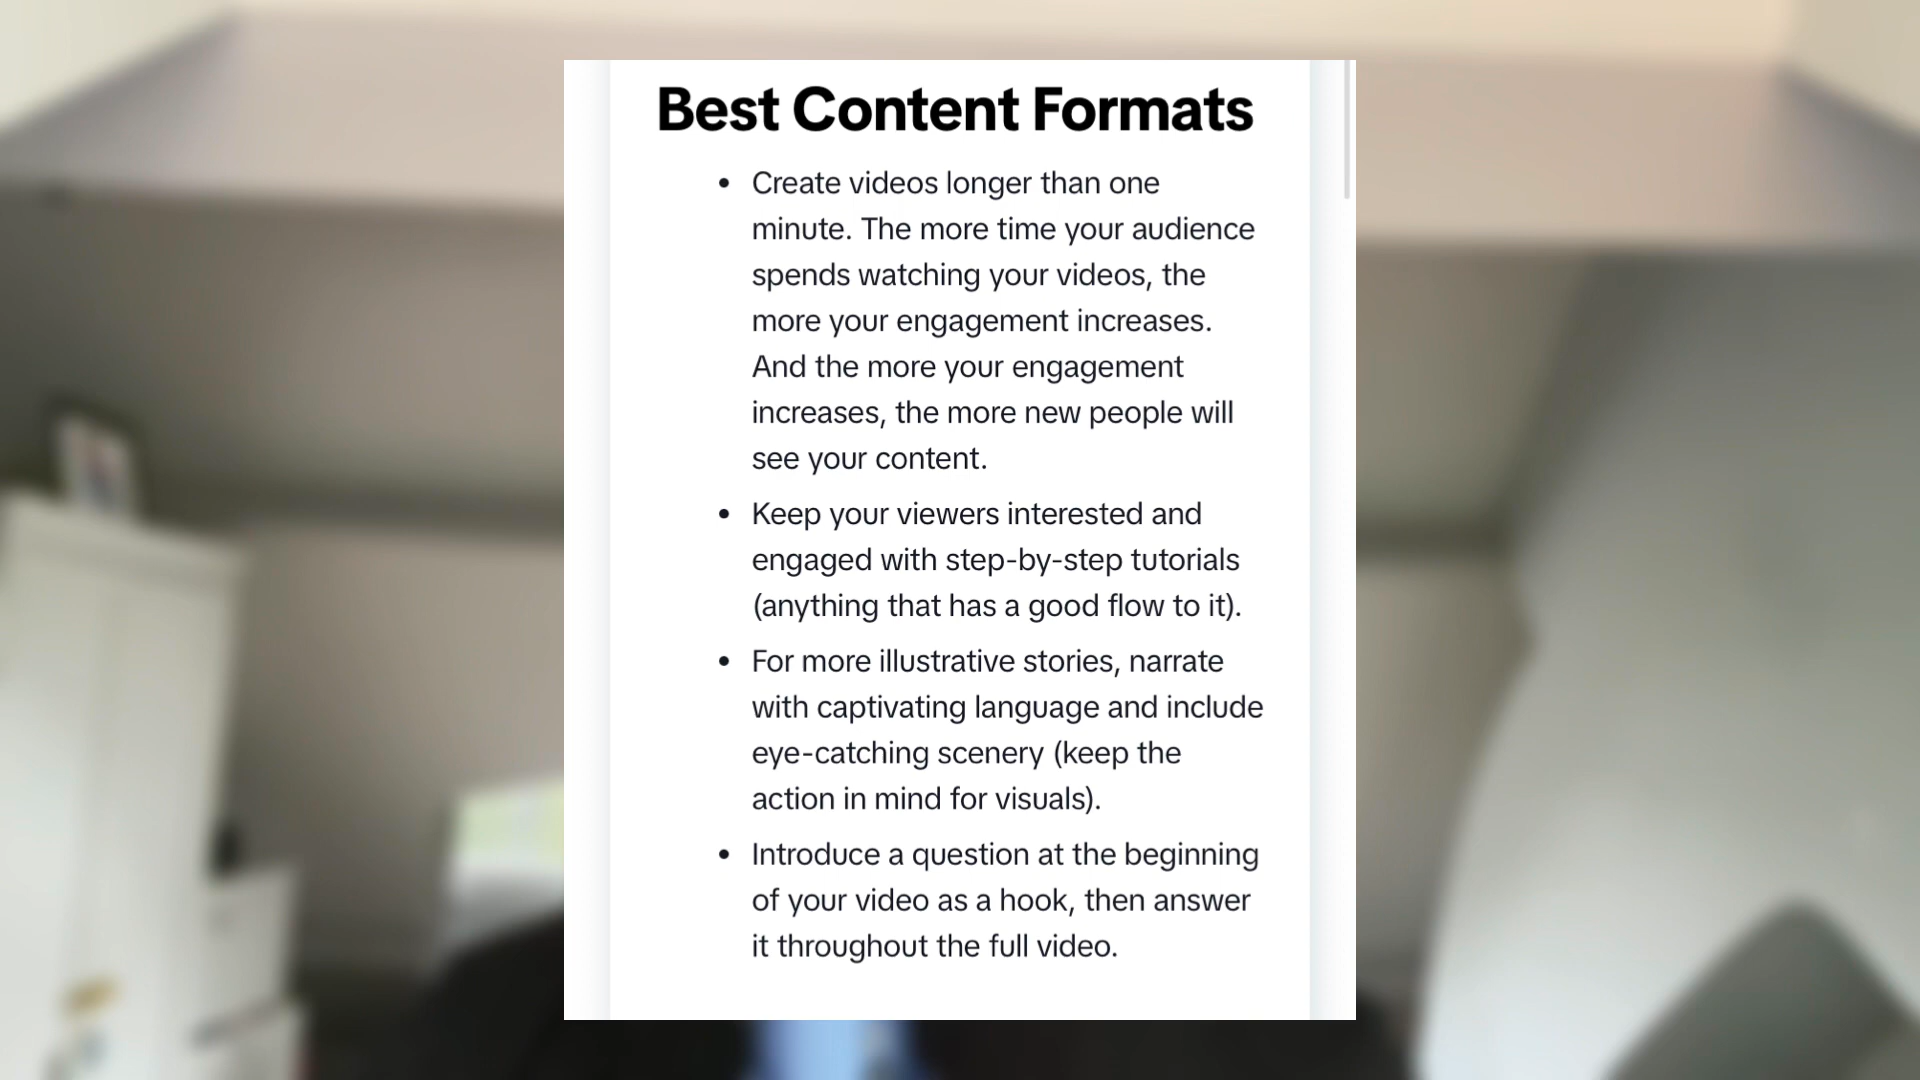 Best Content Formats
• Create videos longer than one
minute. The more time your audience
spends watching your videos, the
more your engagement increases.
And the more your engagement
increases, the more new people will
see your content.
• Keep your viewers interested and
engaged with step-by-step tutorials
(anything that has a good flow to it).
• For more illustrative stories, narrate
with captivating language and include
eye-catching scenery (keep the
action in mind for visuals).
• Introduce a question at the beginning
of your video as a hook, then answer
it throughout the full video.